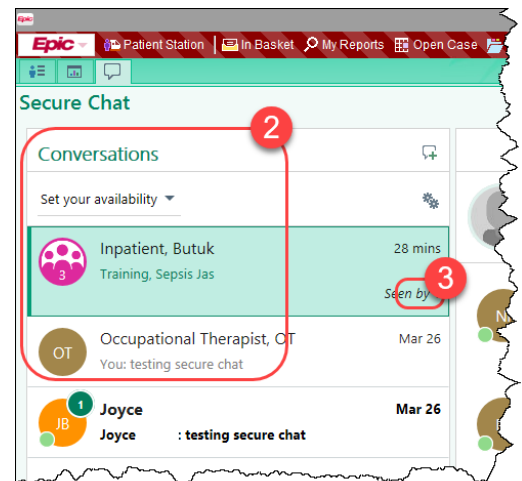 Epic
Epic Patient Station In Basket My Reports Open Case
Secure Chat
2
Conversations
Set your availability
Inpatient, Butuk 28 mins
3 Training, Sepsis Jas
3
Seen by
Occupational Therapist, OT Mar 26
OT
You: testing secure chat
1
Joyce Mar 26
JB
Joyce : testing secure chat